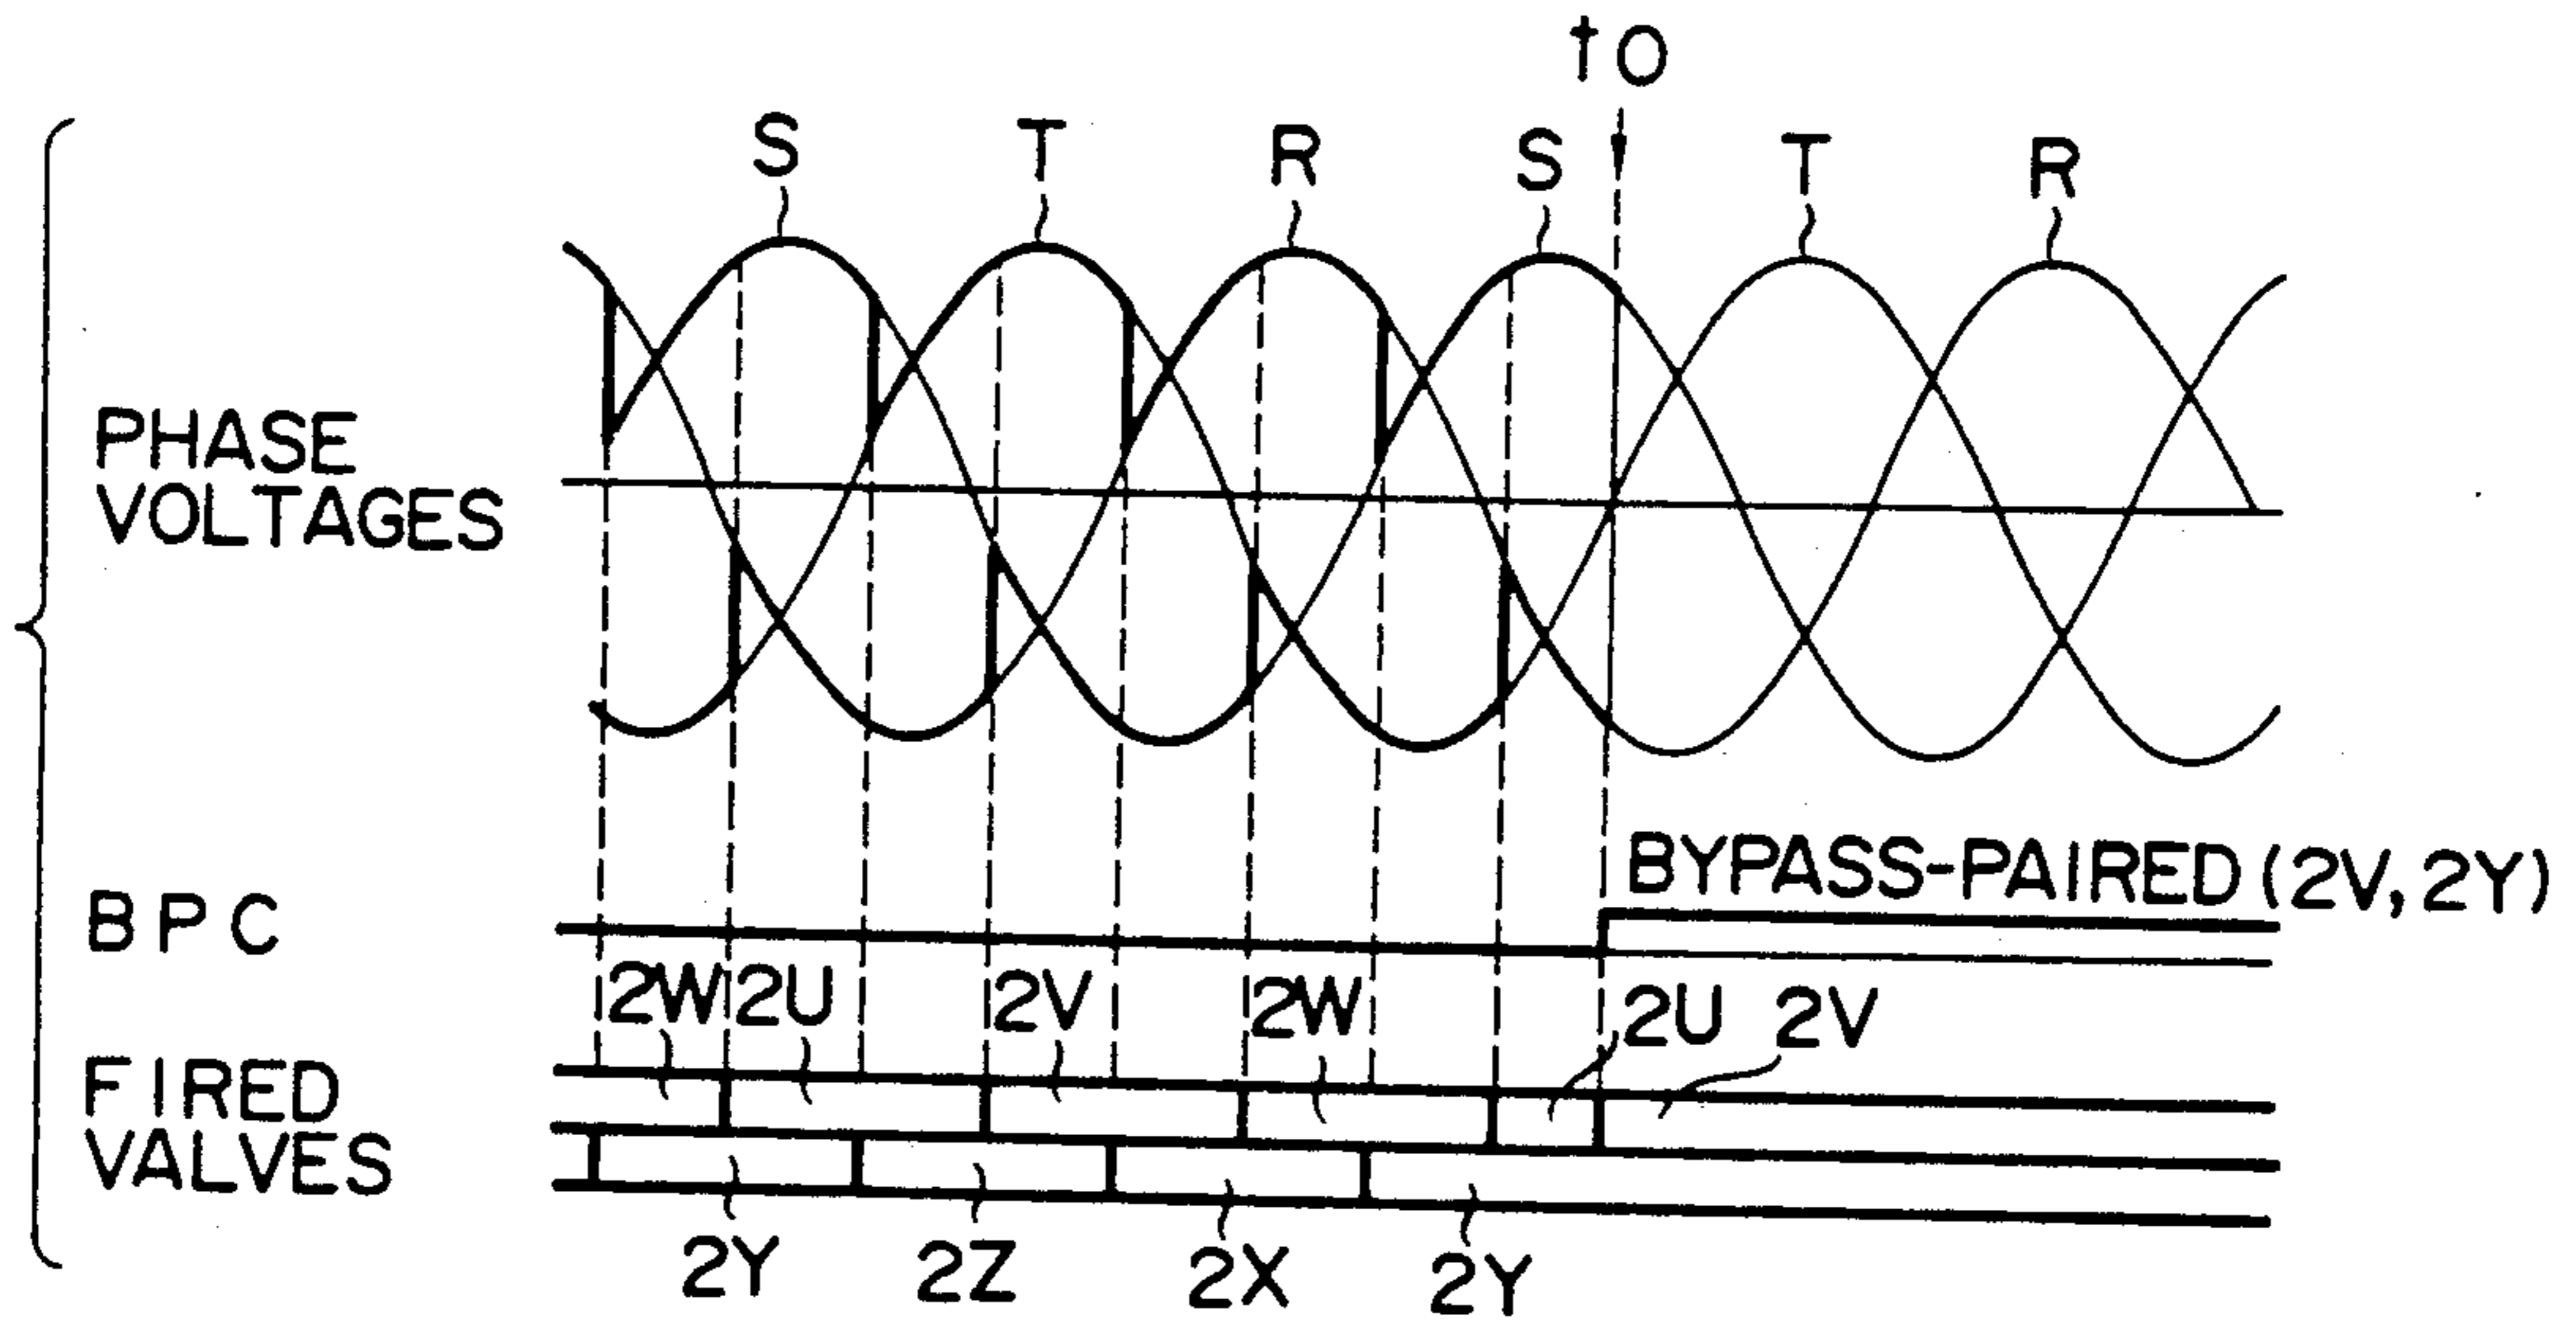 to
S T R S T R
PHASE
VOLTAGES
BYPASS-PAIRED (2V, 2Y)
BPC
2W 2U 2V 2W 2U 2V
FIRED
VALVES
2Y 2Z 2X 2Y